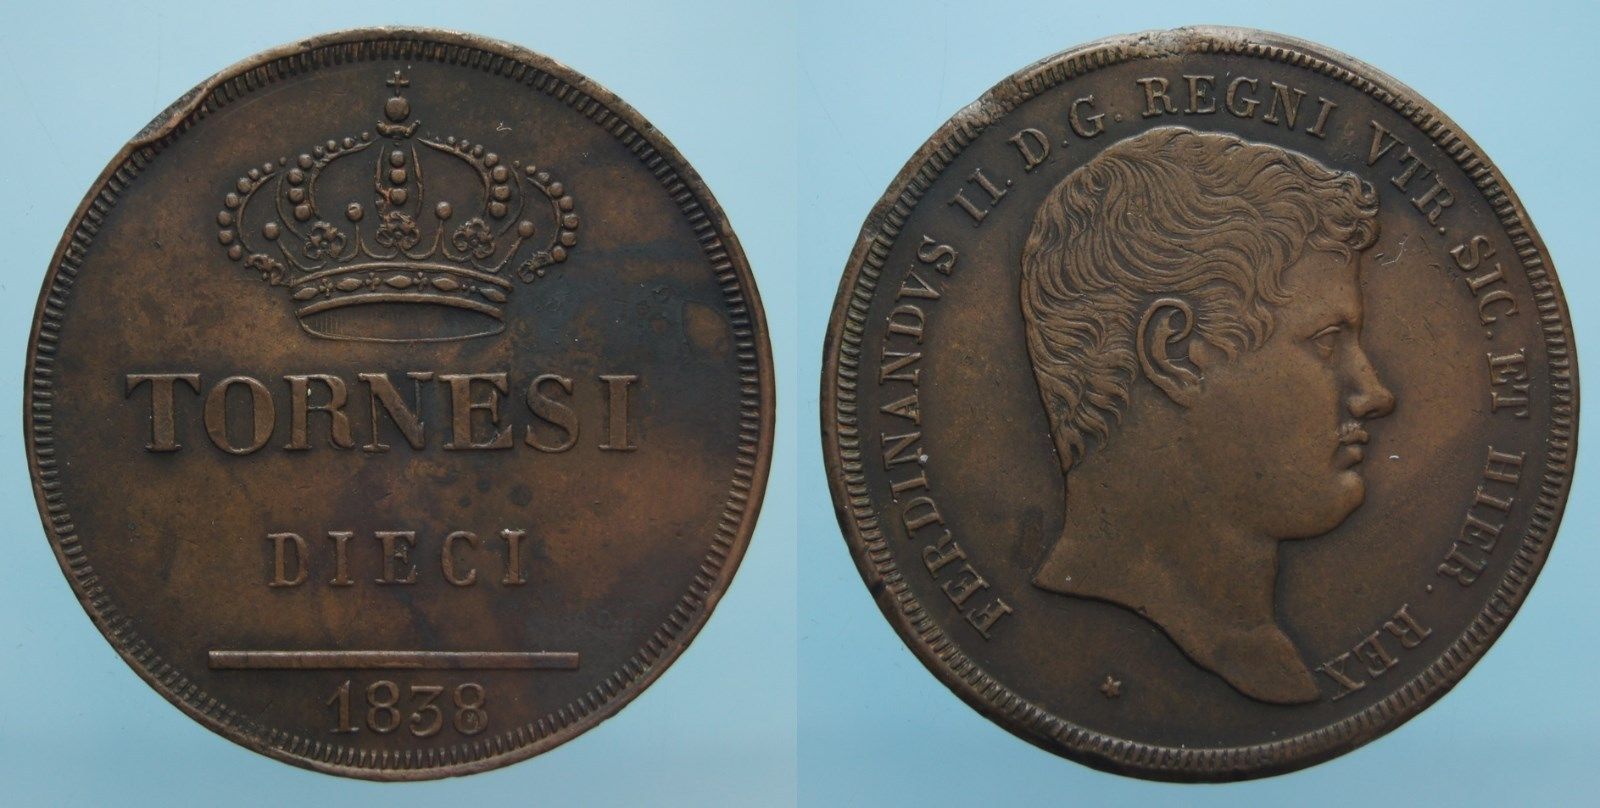 TORNESI
DIECI
1838
FERDINANDVS II. D. G. REGNI VTR. SIC. ET HIER. REX